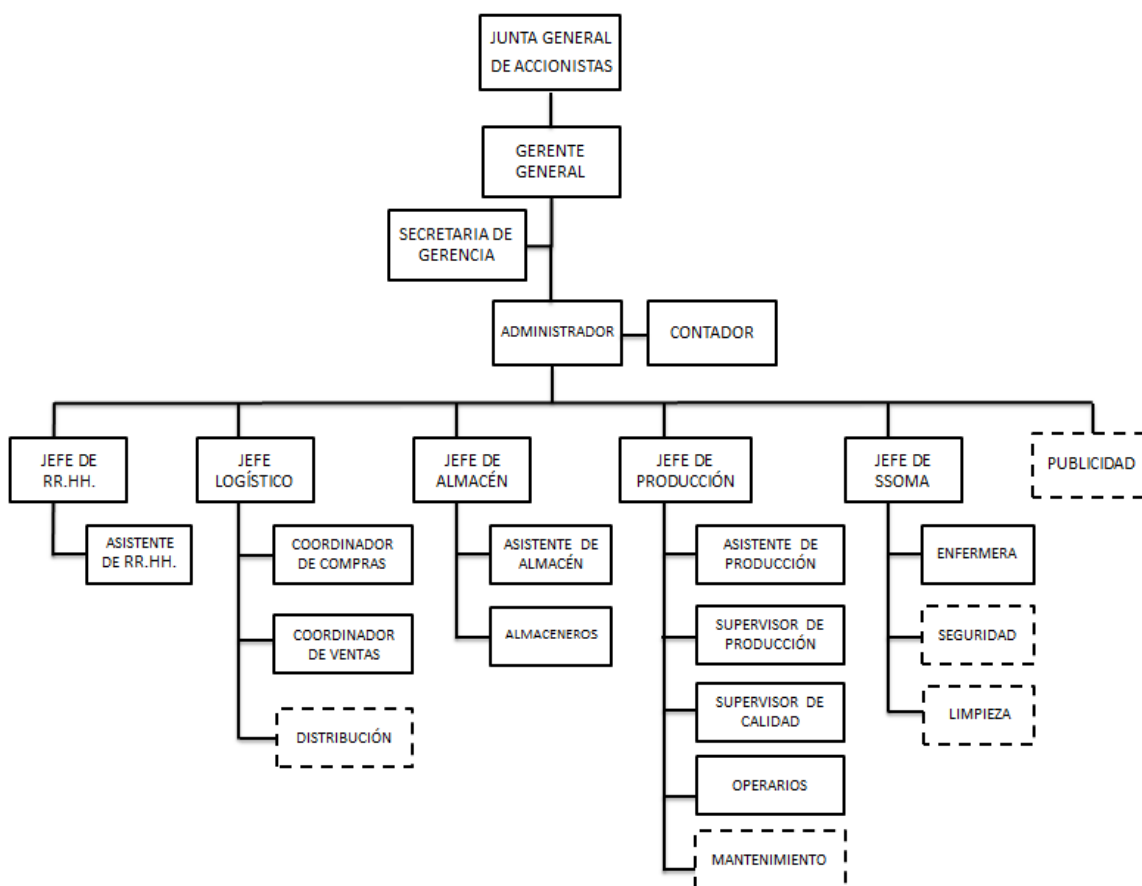 JUNTA GENERAL
DE ACCIONISTAS
GERENTE
GENERAL
SECRETARIA DE
GERENCIA
ADMINISTRADOR
CONTADOR
JEFE DE
RR.HH.
JEFE
LOGÍSTICO
JEFE DE
ALMACÉN
JEFE DE
PRODUCCIÓN
JEFE DE
SSOMA
PUBLICIDAD
ASISTENTE
DE RR.HH.
COORDINADOR
DE COMPRAS
COORDINADOR
DE VENTAS
DISTRIBUCIÓN
ASISTENTE DE
ALMACÉN
ALMACENEROS
ASISTENTE DE
PRODUCCIÓN
SUPERVISOR DE
PRODUCCIÓN
SUPERVISOR DE
CALIDAD
OPERARIOS
MANTENIMIENTO
ENFERMERA
SEGURIDAD
LIMPIEZA